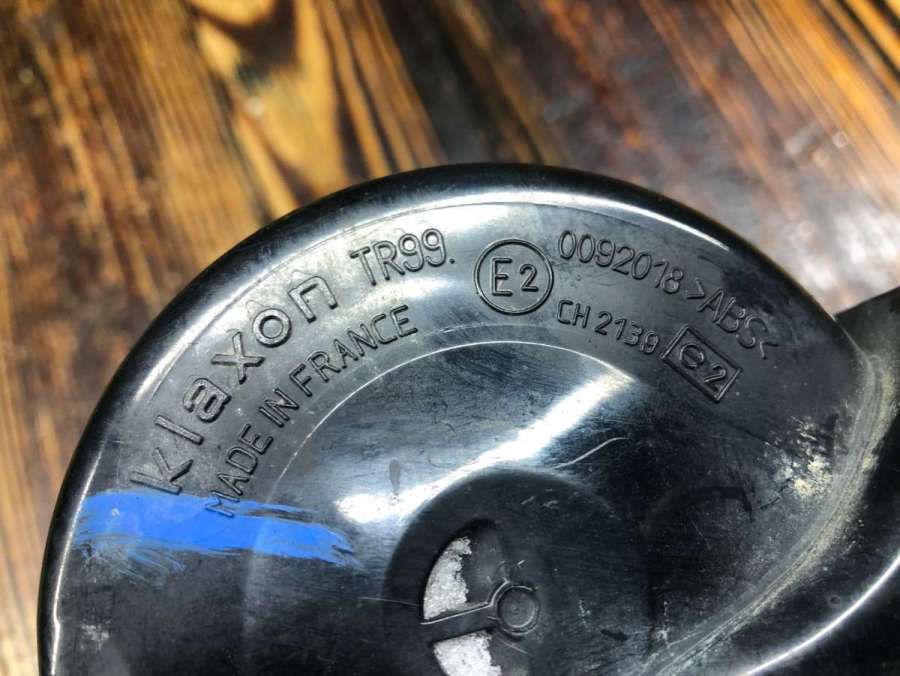 klaxon TR99.
MADE IN FRANCE
E2
0092018 >ABS<
CH 2139 e2